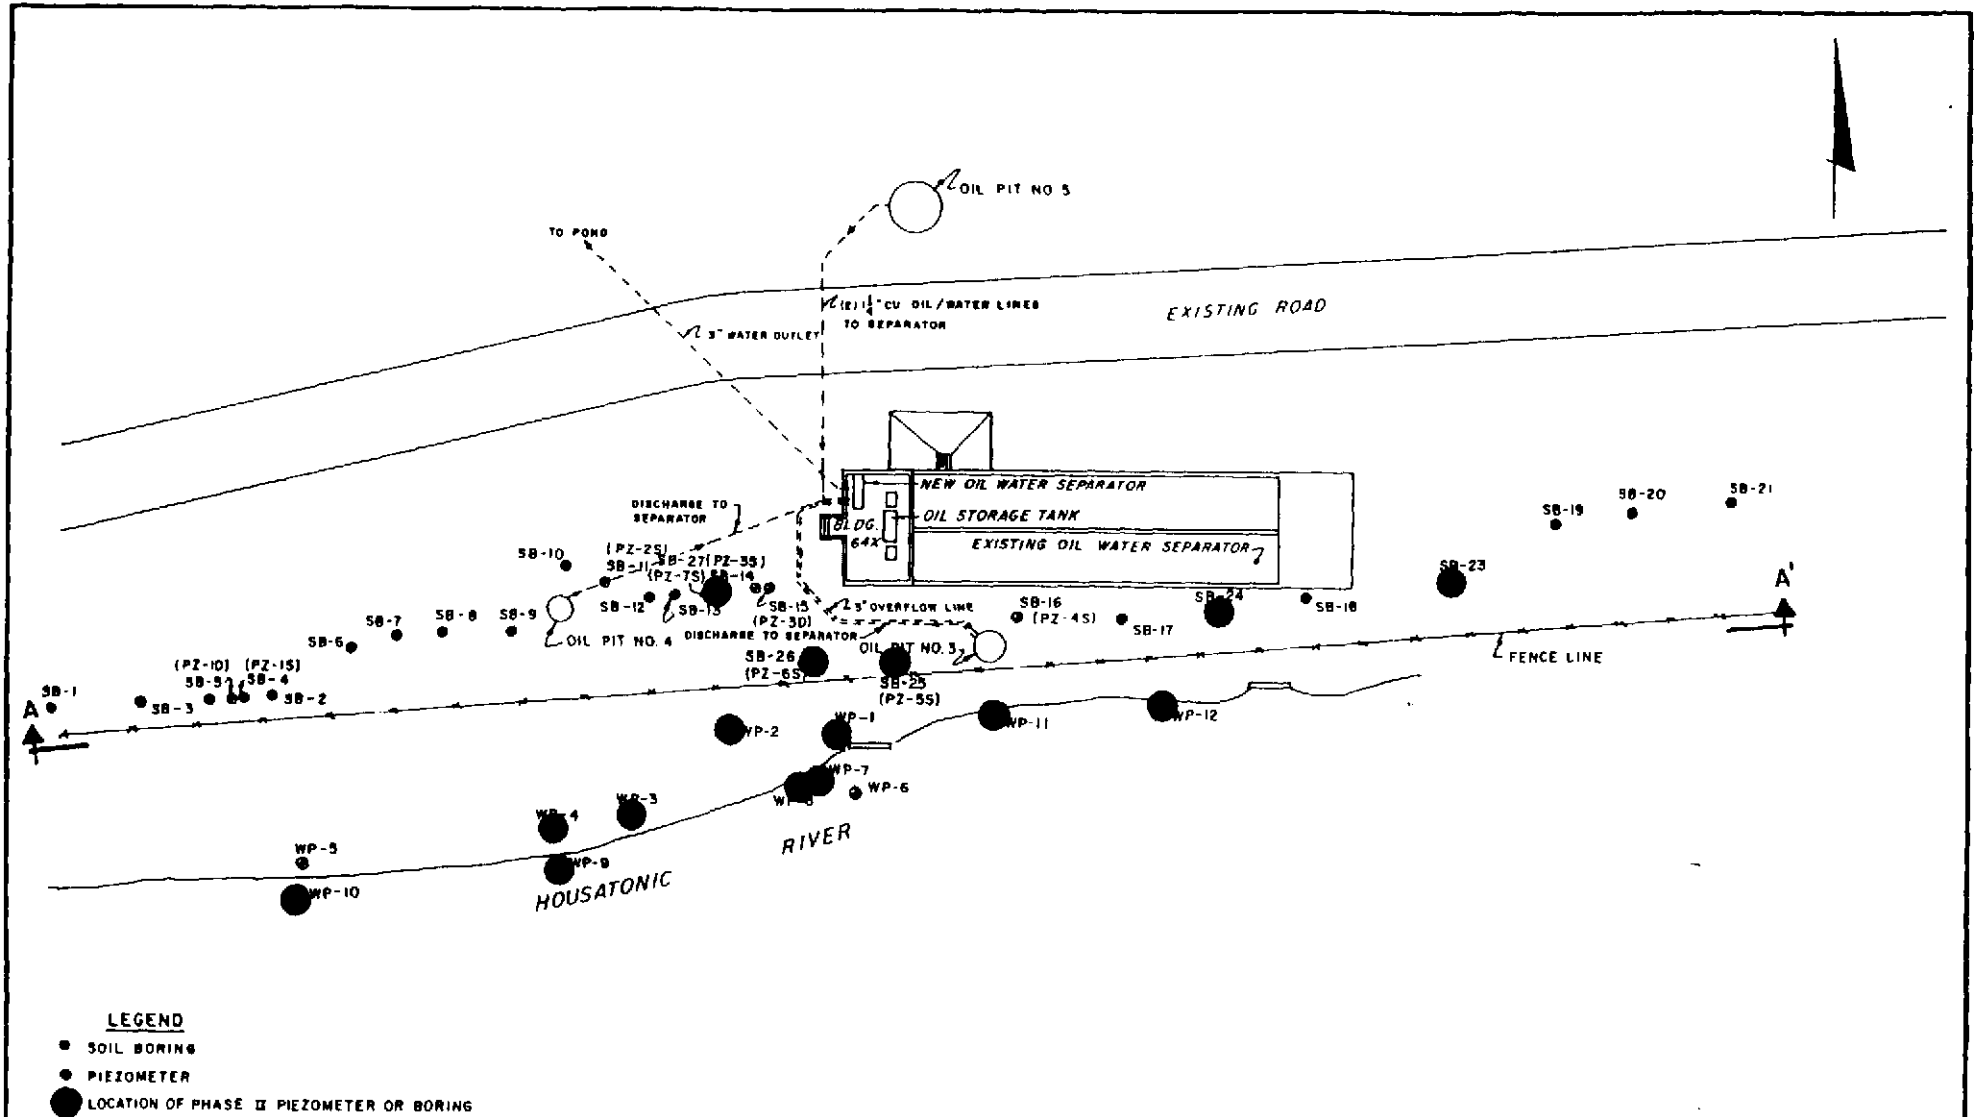 OIL PIT NO 5
TO POND
(2) 1 1/4" CU OIL/WATER LINES
TO SEPARATOR
3" WATER OUTLET
EXISTING ROAD
NEW OIL WATER SEPARATOR
OIL STORAGE TANK
BLDG.
64X
EXISTING OIL WATER SEPARATOR
DISCHARGE TO
SEPARATOR
SB-19
SB-20
SB-21
SB-10
(PZ-2S)
SB-11
SB-27
(PZ-3S)
(PZ-7S)
SB-14
SB-12
SB-13
SB-15
(PZ-3D)
3" OVERFLOW LINE
SB-16
(PZ-4S)
SB-17
SB-24
SB-18
SB-23
A'
SB-6
SB-7
SB-8
SB-9
OIL PIT NO. 4
DISCHARGE TO SEPARATOR
OIL PIT NO. 3
SB-26
(PZ-6S)
SB-25
(PZ-5S)
FENCE LINE
(PZ-1D)
(PZ-1S)
SB-5
SB-4
SB-1
SB-3
SB-2
A
WP-2
WP-1
WP-11
WP-12
WP-7
WP-6
WP-3
WP-4
WP-5
WP-9
WP-10
HOUSATONIC
RIVER
LEGEND
SOIL BORING
PIEZOMETER
LOCATION OF PHASE II PIEZOMETER OR BORING